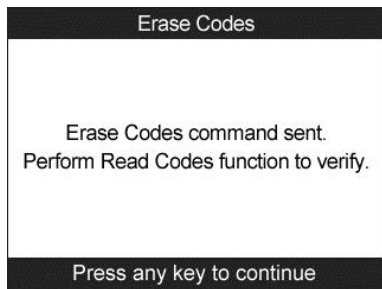 Erase Codes
Erase Codes command sent.
Perform Read Codes function to verify.
Press any key to continue